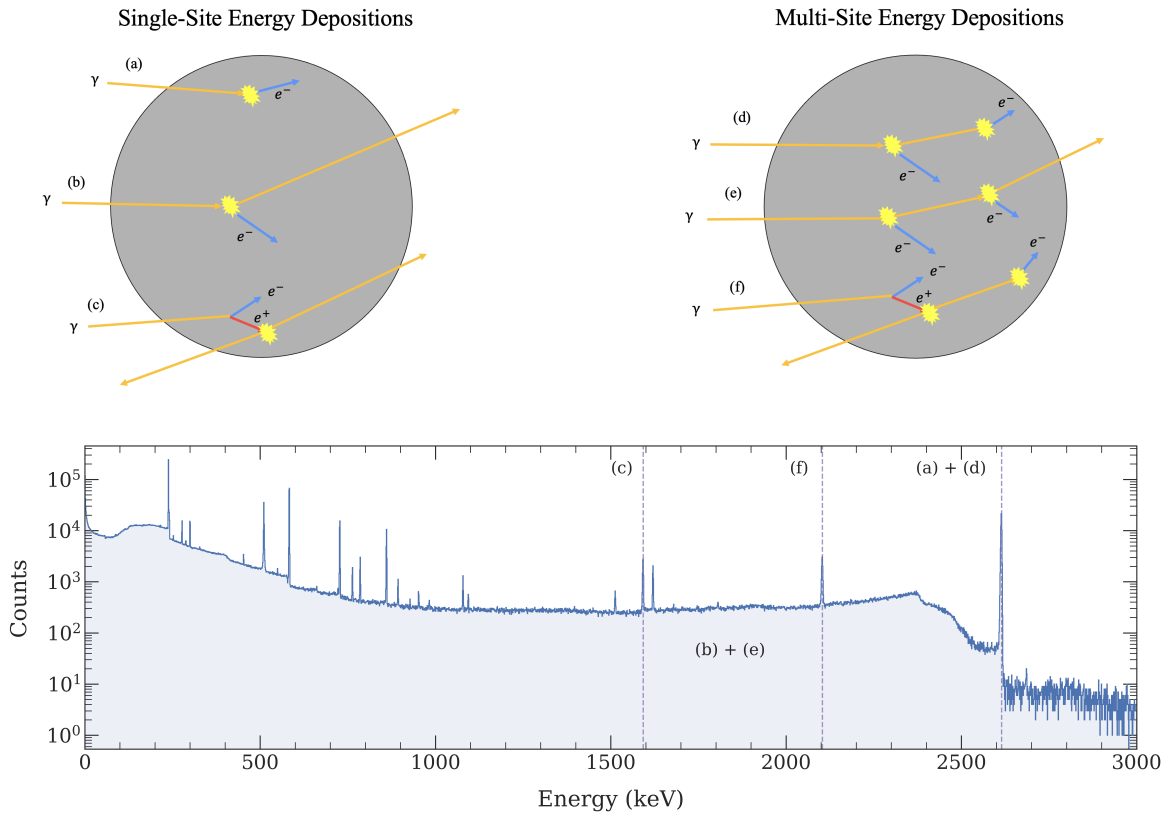 Single-Site Energy Depositions
Multi-Site Energy Depositions
(a)
γ
e⁻
(b)
γ
e⁻
(c)
γ
e⁻
e⁺
(d)
γ
e⁻
e⁻
(e)
γ
e⁻
e⁻
(f)
γ
e⁻
e⁺
e⁻
Counts
10⁵
10⁴
10³
10²
10¹
10⁰
(c)
(f)
(a) + (d)
(b) + (e)
0
500
1000
1500
2000
2500
3000
Energy (keV)